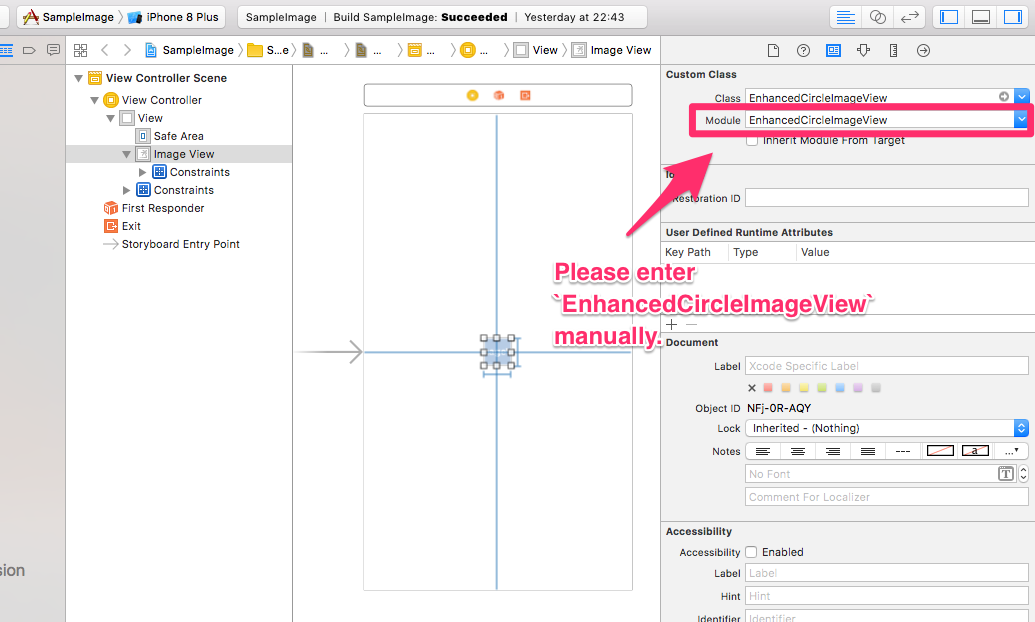 SampleImage
iPhone 8 Plus
SampleImage | Build SampleImage: Succeeded | Yesterday at 22:43
SampleImage
S...e
...
...
...
...
View
Image View
View Controller Scene
View Controller
View
Safe Area
Image View
Constraints
Constraints
First Responder
Exit
Storyboard Entry Point
sion
Custom Class
Class EnhancedCircleImageView
Module EnhancedCircleImageView
Inherit Module From Target
Restoration ID
User Defined Runtime Attributes
Key Path Type Value
Please enter
`EnhancedCircleImageView`
manually.
Document
Label Xcode Specific Label
Object ID NFj-0R-AQY
Lock Inherited - (Nothing)
Notes
No Font
Comment For Localizer
Accessibility
Accessibility Enabled
Label Label
Hint Hint
Identifier Identifier